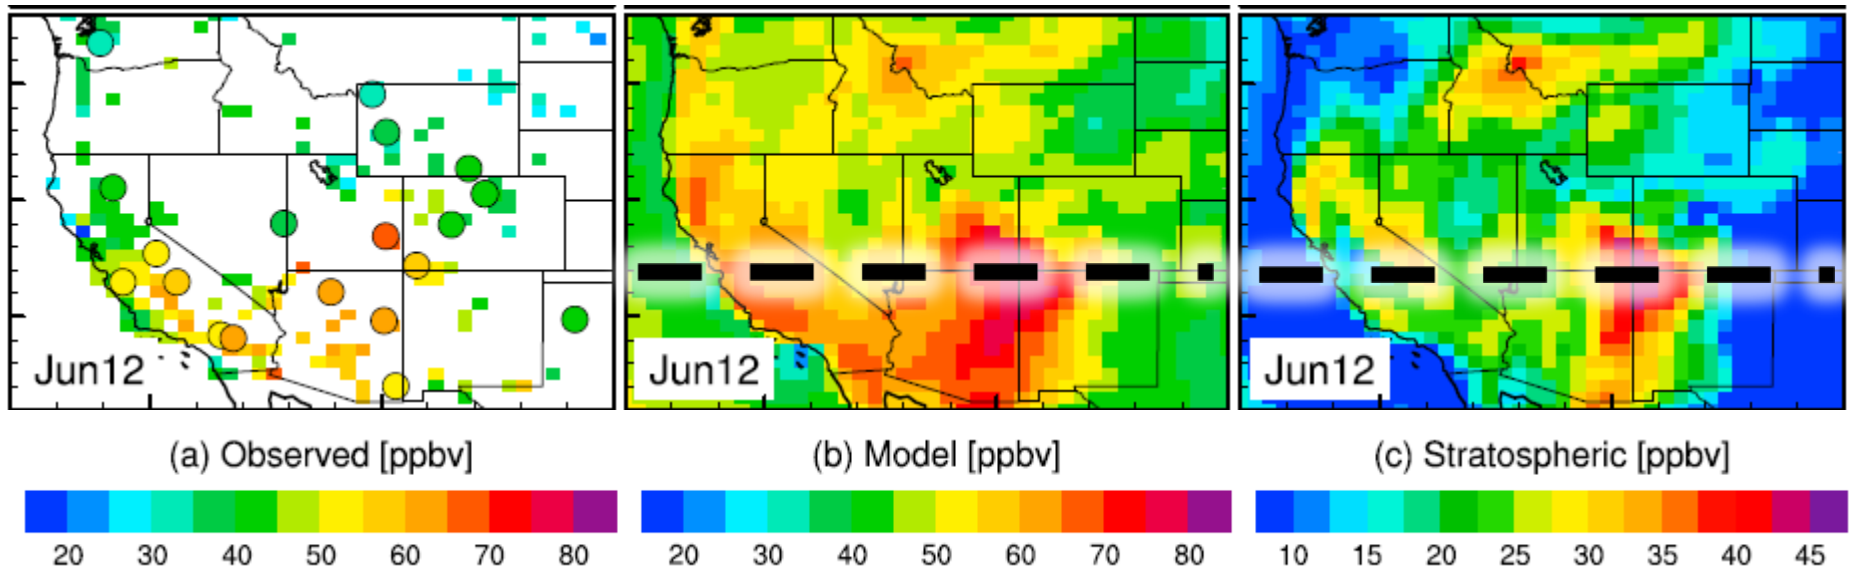 Jun12 Jun12 Jun12
(a) Observed [ppbv] (b) Model [ppbv] (c) Stratospheric [ppbv]
20 30 40 50 60 70 80 20 30 40 50 60 70 80 10 15 20 25 30 35 40 45